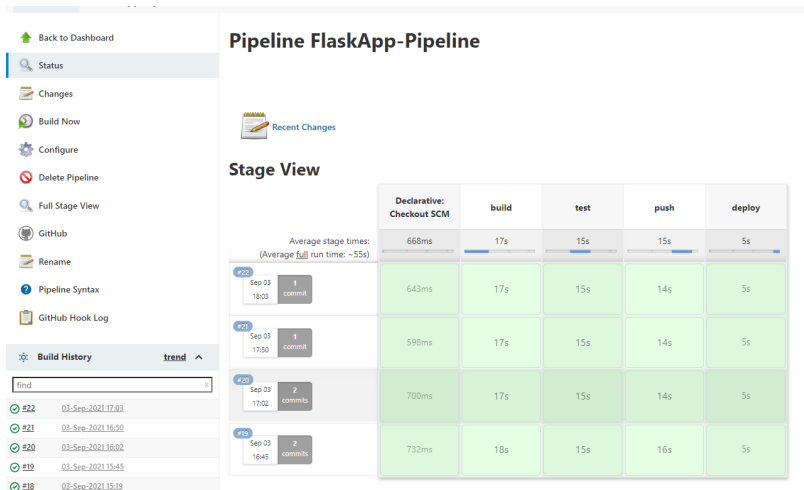 Back to Dashboard
Status
Changes
Build Now
Configure
Delete Pipeline
Full Stage View
GitHub
Rename
Pipeline Syntax
GitHub Hook Log
Build History trend
find x
#22 03-Sep-2021 17:03
#21 03-Sep-2021 16:50
#20 03-Sep-2021 16:02
#19 03-Sep-2021 15:45
#18 03-Sep-2021 15:19
Pipeline FlaskApp-Pipeline
Recent Changes
Stage View
Declarative:
Checkout SCM build test push deploy
Average stage times: 668ms 17s 15s 15s 5s
(Average full run time: ~55s)
#22
Sep 03 1
18:03 commit
643ms 17s 15s 14s 5s
#21
Sep 03 1
17:50 commit
598ms 17s 15s 14s 5s
#20
Sep 03 2
17:02 commits
700ms 17s 15s 14s 5s
#19
Sep 03 2
16:45 commits
732ms 18s 15s 16s 5s